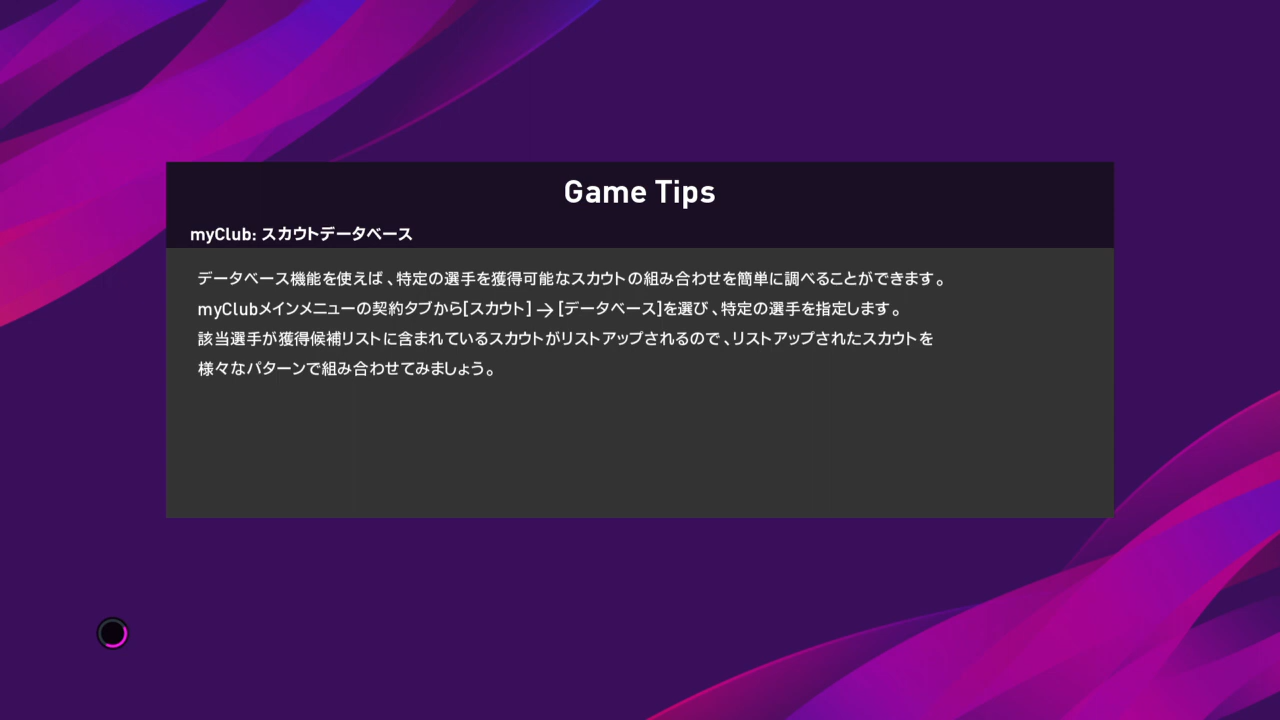 Game Tips
myClub: スカウトデータベース
データベース機能を使えば、特定の選手を獲得可能なスカウトの組み合わせを簡単に調べることができます。
myClubメインメニューの契約タブから[スカウト]→[データベース]を選び、特定の選手を指定します。
該当選手が獲得候補リストに含まれているスカウトがリストアップされるので、リストアップされたスカウトを
様々なパターンで組み合わせてみましょう。